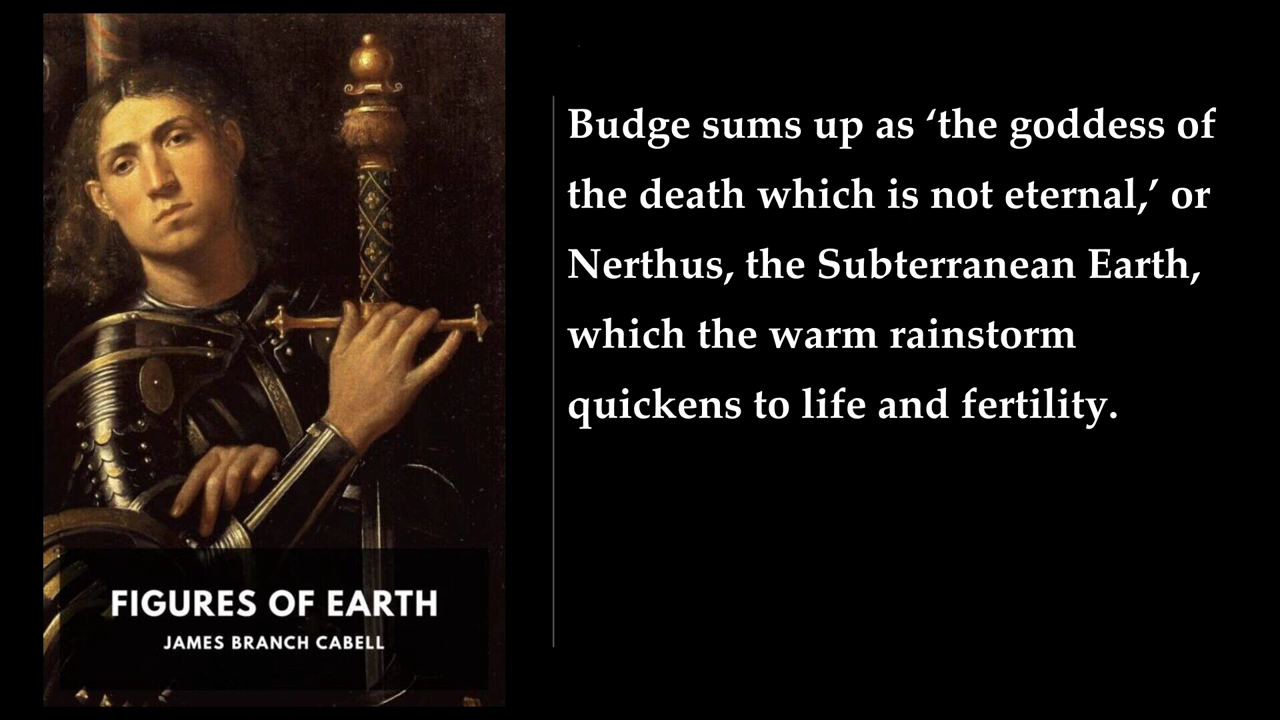 Budge sums up as ‘the goddess of
the death which is not eternal,’ or
Nerthus, the Subterranean Earth,
which the warm rainstorm
quickens to life and fertility.
FIGURES OF EARTH
JAMES BRANCH CABELL